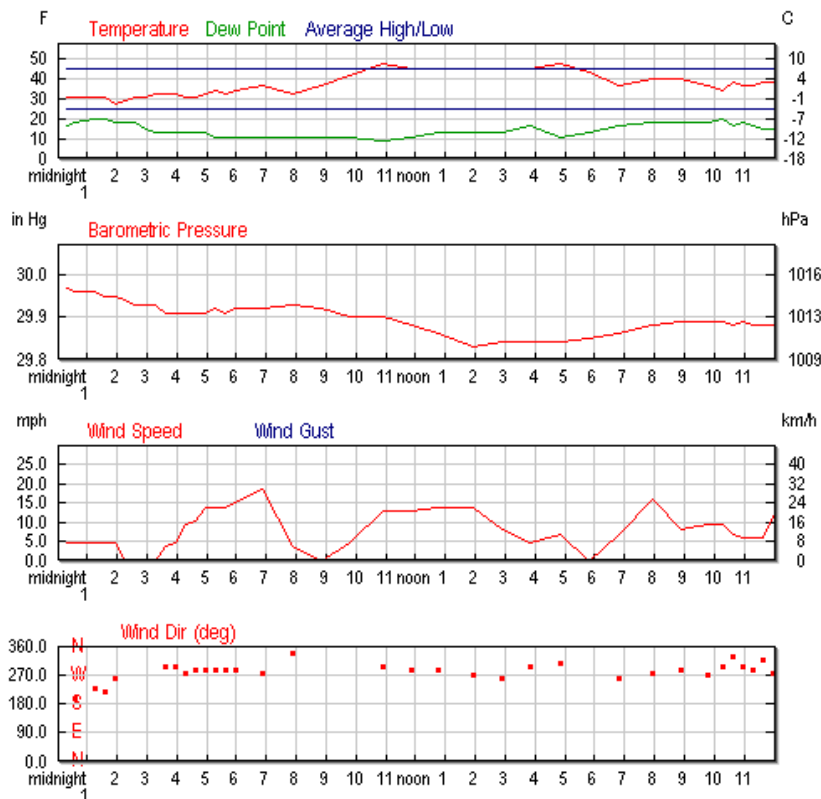 F Temperature Dew Point Average High/Low C
50 10
40 4
30 -1
20 -7
10 -12
0 -18
midnight 1 2 3 4 5 6 7 8 9 10 11 noon 1 2 3 4 5 6 7 8 9 10 11
in Hg Barometric Pressure hPa
30.0 1016
29.9 1013
29.8 1009
midnight 1 2 3 4 5 6 7 8 9 10 11 noon 1 2 3 4 5 6 7 8 9 10 11
mph Wind Speed Wind Gust km/h
25.0 40
20.0 32
15.0 24
10.0 16
5.0 8
0.0 0
midnight 1 2 3 4 5 6 7 8 9 10 11 noon 1 2 3 4 5 6 7 8 9 10 11
Wind Dir (deg)
360.0 N
270.0 W
180.0 S
90.0 E
0.0 N
midnight 1 2 3 4 5 6 7 8 9 10 11 noon 1 2 3 4 5 6 7 8 9 10 11